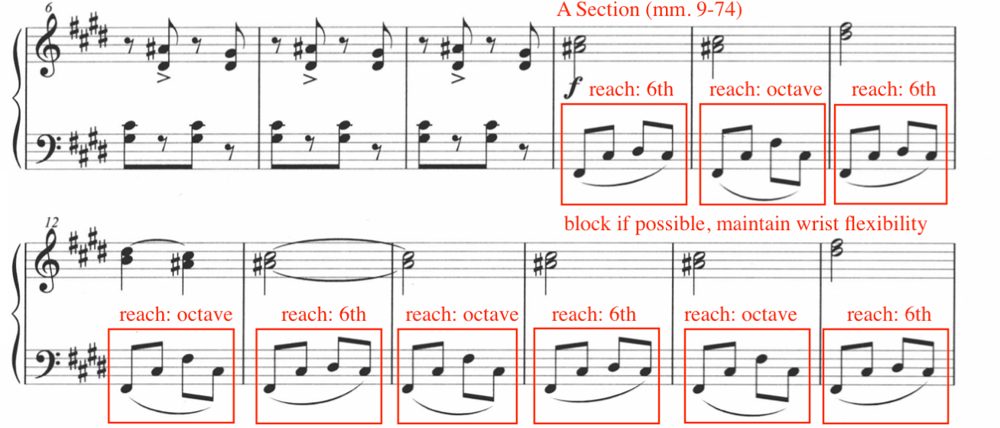 6
A Section (mm. 9-74)
f
reach: 6th
reach: octave
reach: 6th
12
block if possible, maintain wrist flexibility
reach: octave
reach: 6th
reach: octave
reach: 6th
reach: octave
reach: 6th